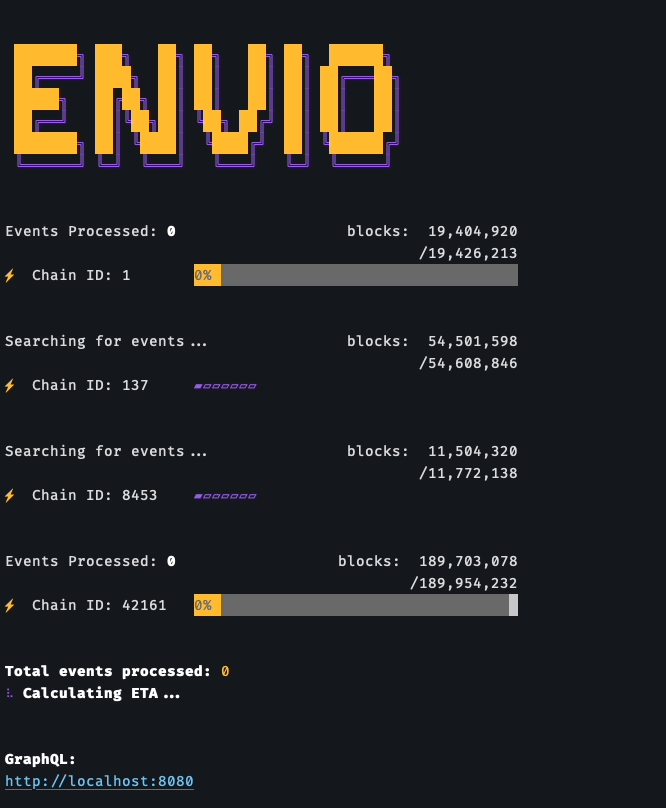 ENVIO
Events Processed: 0 blocks: 19,404,920
/19,426,213
⚡ Chain ID: 1 0%
Searching for events... blocks: 54,501,598
/54,608,846
⚡ Chain ID: 137
Searching for events... blocks: 11,504,320
/11,772,138
⚡ Chain ID: 8453
Events Processed: 0 blocks: 189,703,078
/189,954,232
⚡ Chain ID: 42161 0%
Total events processed: 0
Calculating ETA...
GraphQL:
http://localhost:8080